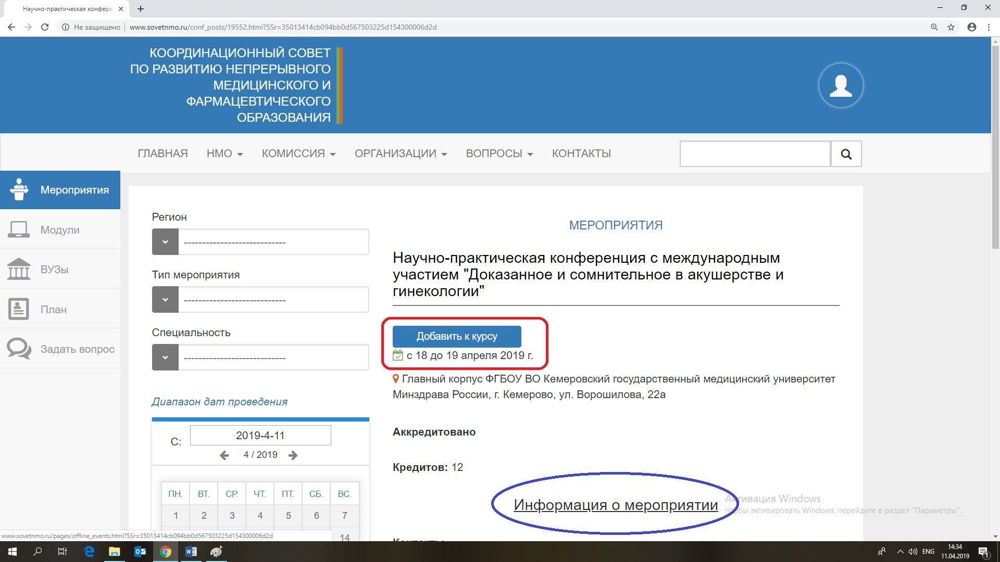 Научно-практическая конфере
Не защищено
www.sovetnmo.ru/conf_posts/19552.html?SSr=35013414cb094bb0d567503225d154300006d2d
КООРДИНАЦИОННЫЙ СОВЕТ
ПО РАЗВИТИЮ НЕПРЕРЫВНОГО
МЕДИЦИНСКОГО И
ФАРМАЦЕВТИЧЕСКОГО
ОБРАЗОВАНИЯ
ГЛАВНАЯ НМО КОМИССИЯ ОРГАНИЗАЦИИ ВОПРОСЫ КОНТАКТЫ
Мероприятия
Модули
ВУЗы
План
Задать вопрос
Регион
----------------------------
Тип мероприятия
----------------------------
Специальность
----------------------------
Диапазон дат проведения
С: 2019-4-11
4 / 2019
ПН. ВТ. СР. ЧТ. ПТ. СБ. ВС.
1 2 3 4 5 6 7
14
МЕРОПРИЯТИЯ
Научно-практическая конференция с международным
участием "Доказанное и сомнительное в акушерстве и
гинекологии"
Добавить к курсу
с 18 до 19 апреля 2019 г.
Главный корпус ФГБОУ ВО Кемеровский государственный медицинский университет
Минздрава России, г. Кемерово, ул. Ворошилова, 22а
Аккредитовано
Кредитов: 12
Информация о мероприятии
Активация Windows
Чтобы активировать Windows, перейдите в раздел "Параметры".
www.sovetnmo.ru/pages/offline_events.html?SSr=35013414cb094bb0d567503225d154300006d2d
ENG
14:34
11.04.2019
1